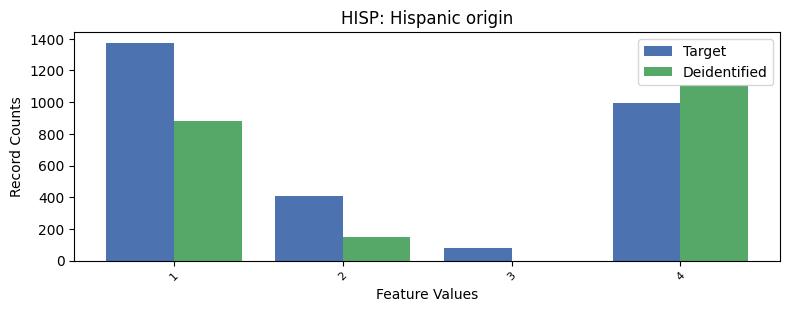 HISP: Hispanic origin
Target
Deidentified
1400
1200
1000
800
600
400
200
0
Record Counts
1
2
3
4
Feature Values